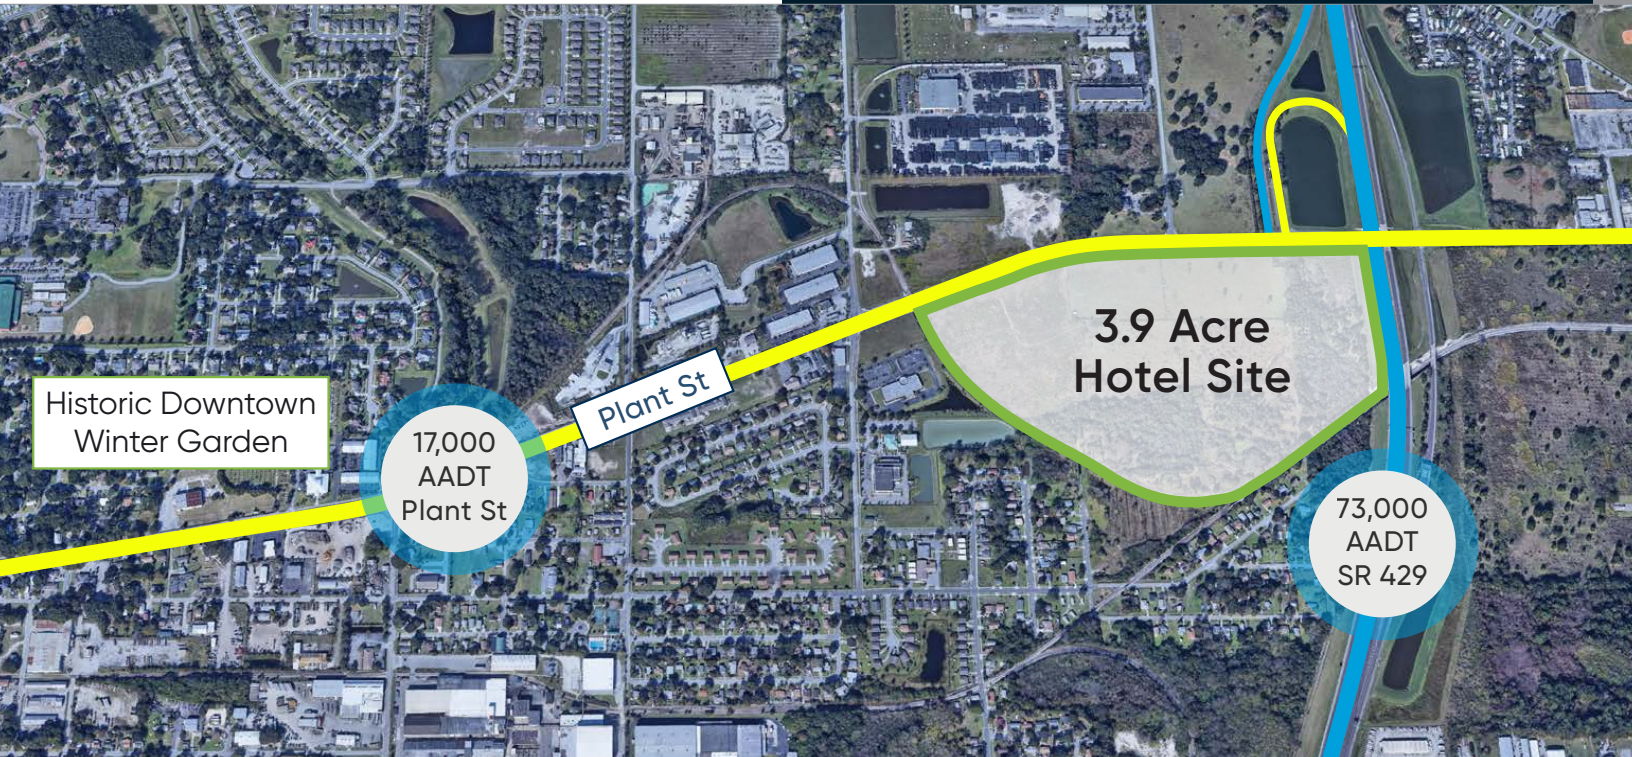 3.9 Acre
Hotel Site
Plant St
Historic Downtown
Winter Garden
17,000
AADT
Plant St
73,000
AADT
SR 429